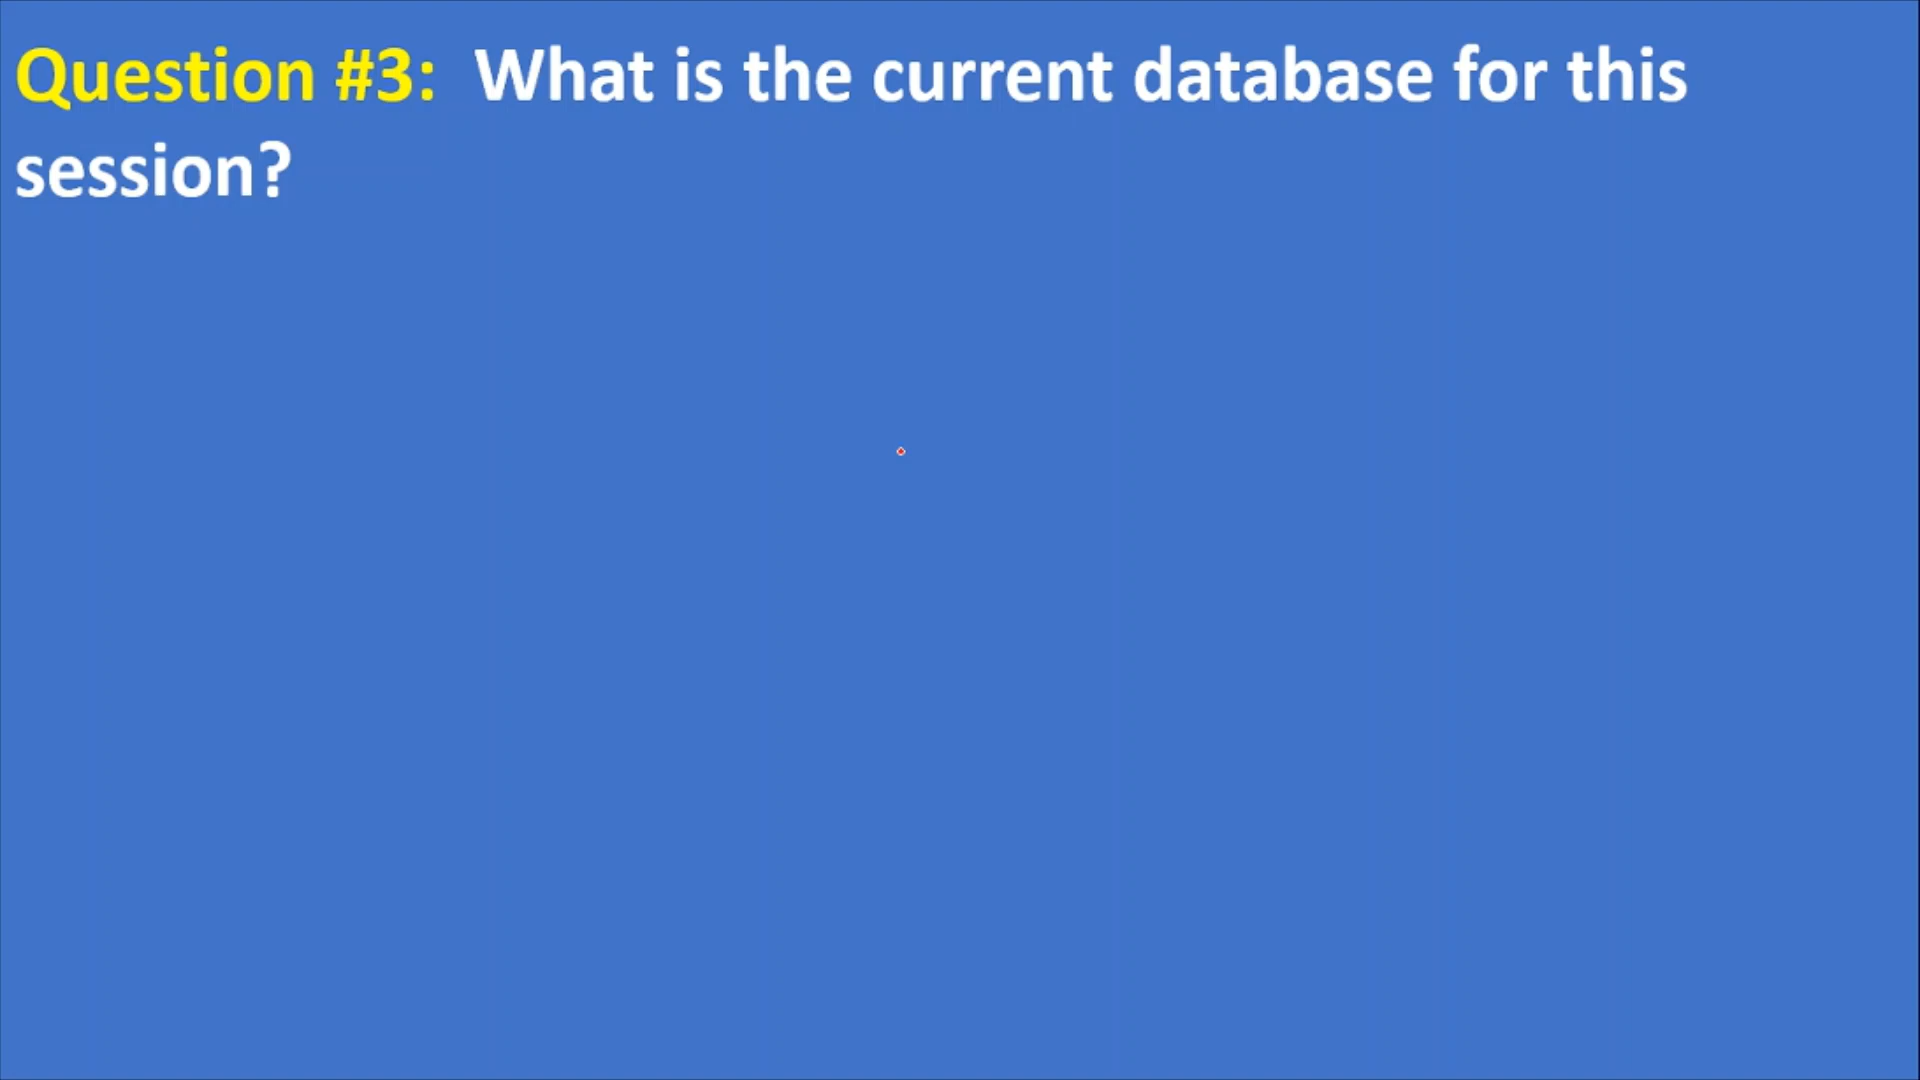 Question #3: What is the current database for this
session?